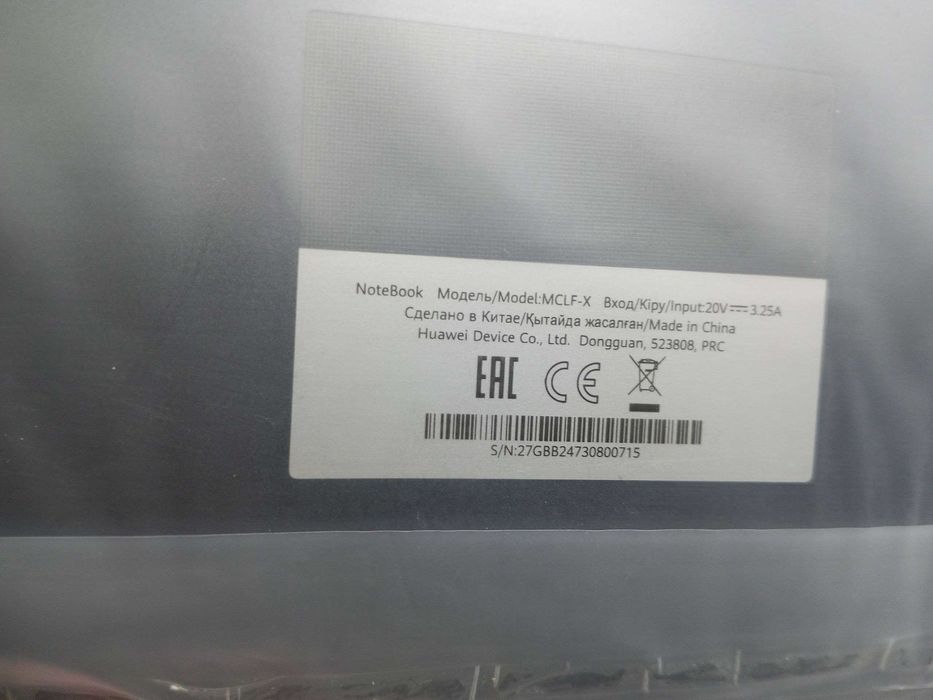 NoteBook Модель/Model:MCLF-X Вход/Кіру/Input:20V⎓3.25A
Сделано в Китае/Қытайда жасалған/Made in China
Huawei Device Co., Ltd. Dongguan, 523808, PRC
EAC CE
S/N:27GBB24730800715